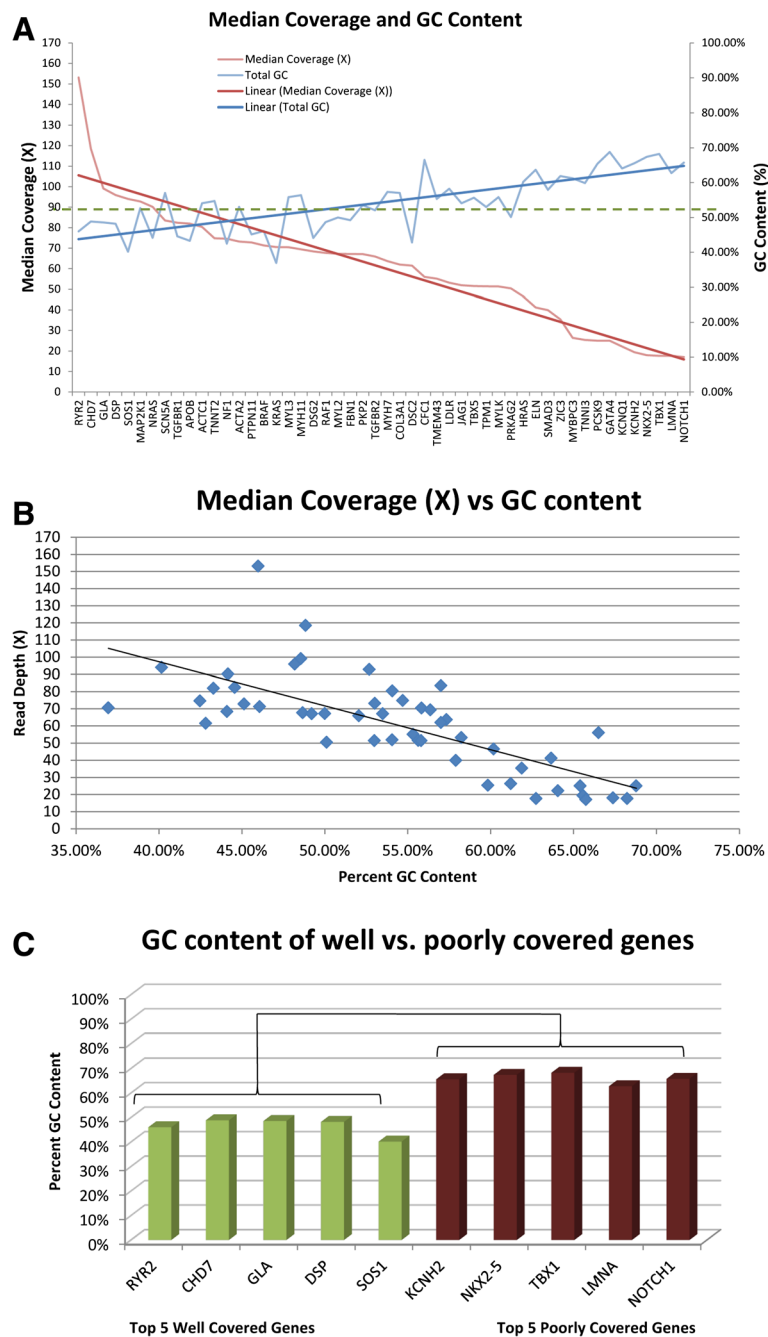 A
Median Coverage and GC Content
Median Coverage (X)
Total GC
Linear (Median Coverage (X))
Linear (Total GC)
Median Coverage (X)
170
160
150
140
130
120
110
100
90
80
70
60
50
40
30
20
10
0
100.00%
90.00%
80.00%
70.00%
60.00%
50.00%
40.00%
30.00%
20.00%
10.00%
0.00%
GC Content (%)
RYR2
CHD7
GLA
DSP
SOS1
MAP2K1
NRAS
SCN5A
TGFBR1
APOB
ACTC1
TNNT2
NF1
ACTA2
PTPN11
BRAF
KRAS
MYL3
MYH11
DSG2
RAF1
MYL2
FBN1
PKP2
TGFBR2
MYH7
COL3A1
DSC2
CFC1
TMEM43
LDLR
JAG1
TBX5
TPM1
MYLK
PRKAG2
HRAS
ELN
SMAD3
ZIC3
MYBPC3
TNNI3
PCSK9
GATA4
KCNQ1
KCNH2
NKX2-5
TBX1
LMNA
NOTCH1
B
Median Coverage (X) vs GC content
Read Depth (X)
170
160
150
140
130
120
110
100
90
80
70
60
50
40
30
20
10
0
35.00% 40.00% 45.00% 50.00% 55.00% 60.00% 65.00% 70.00% 75.00%
Percent GC Content
C
GC content of well vs. poorly covered genes
Percent GC Content
100%
90%
80%
70%
60%
50%
40%
30%
20%
10%
0%
RYR2
CHD7
GLA
DSP
SOS1
KCNH2
NKX2-5
TBX1
LMNA
NOTCH1
Top 5 Well Covered Genes
Top 5 Poorly Covered Genes